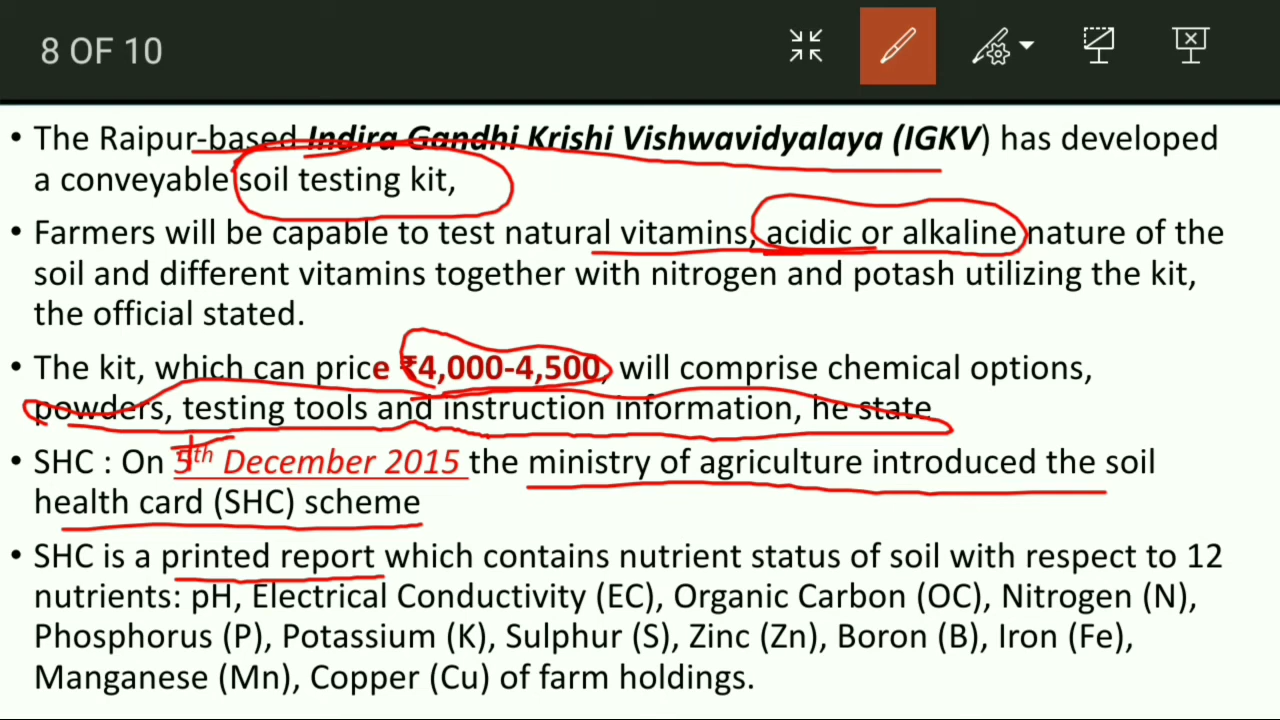 8 OF 10
• The Raipur-based Indira Gandhi Krishi Vishwavidyalaya (IGKV) has developed
a conveyable soil testing kit,
• Farmers will be capable to test natural vitamins, acidic or alkaline nature of the
soil and different vitamins together with nitrogen and potash utilizing the kit,
the official stated.
• The kit, which can price ₹4,000-4,500, will comprise chemical options,
powders, testing tools and instruction information, he state
• SHC : On 5th December 2015 the ministry of agriculture introduced the soil
health card (SHC) scheme
• SHC is a printed report which contains nutrient status of soil with respect to 12
nutrients: pH, Electrical Conductivity (EC), Organic Carbon (OC), Nitrogen (N),
Phosphorus (P), Potassium (K), Sulphur (S), Zinc (Zn), Boron (B), Iron (Fe),
Manganese (Mn), Copper (Cu) of farm holdings.